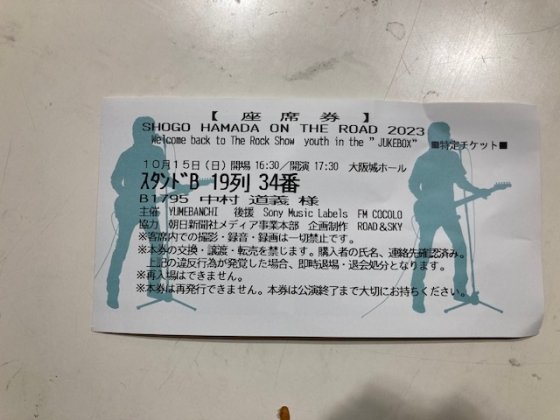 【 座 席 券 】
SHOGO HAMADA ON THE ROAD 2023
Welcome back to The Rock Show youth in the "JUKEBOX" ■特定チケット■
10月15日(日) 開場 16:30/開演 17:30 大阪城ホール
ｽﾀﾝﾄﾞB 19列 34番
B1795 中村 道義 様
主催 YUMEBANCHI 後援 Sony Music Labels FM COCOLO
協力 朝日新聞社メディア事業本部 企画制作 ROAD&SKY
※客席内での撮影・録音・録画は一切禁止です。
※本券の交換・譲渡・転売を禁じます。購入者の氏名、連絡先確認済み。
上記の違反行為が発覚した場合、即時退場・退会処分となります。
※再入場はできません。
※本券は再発行できません。本券は公演終了まで大切にお持ちください。